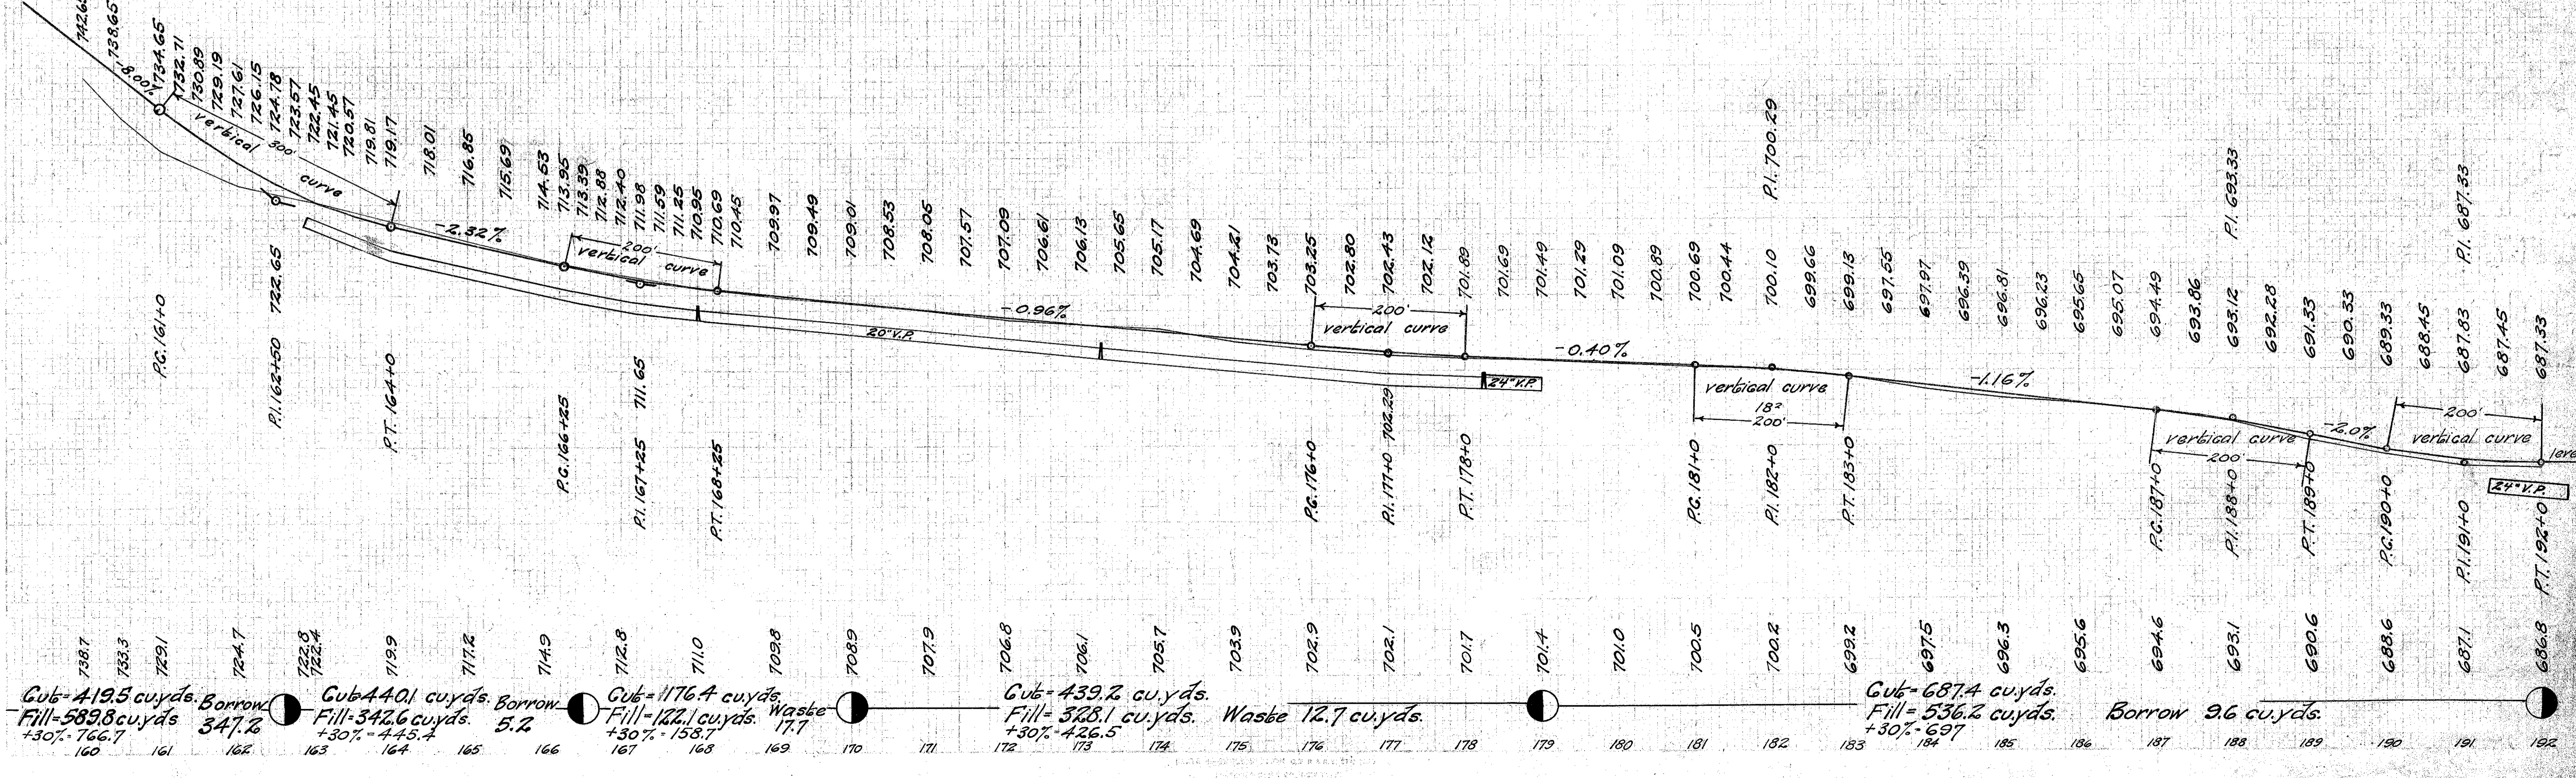 738.65
-8.00%
734.65
732.71
730.89
729.19
727.61
726.15
724.78
723.57
722.45
721.45
720.57
719.81
719.17
718.01
716.85
715.69
714.53
713.95
713.39
712.88
712.40
711.98
711.59
711.25
710.95
710.69
710.45
709.97
709.49
709.01
708.53
708.05
707.57
707.09
706.61
706.13
705.65
705.17
704.69
704.21
703.73
703.25
702.80
702.43
702.12
701.89
701.69
701.49
701.29
701.09
700.89
700.69
700.44
P.I. 700.29
700.10
699.66
699.13
697.55
697.97
696.39
696.81
696.23
695.65
695.07
694.49
693.86
P.I. 693.33
693.12
692.28
691.33
690.33
689.33
688.45
P.I. 687.33
687.83
687.45
687.33
vertical 300' curve
-2.32%
200'
vertical curve
-0.96%
20" V.P.
200'
vertical curve
-0.40%
24" V.P.
vertical curve
18²
200'
-1.16%
vertical curve
200'
-2.0%
200'
vertical curve
24" V.P.
P.C. 161+0
P.I. 162+50 722.65
P.T. 164+0
P.C. 166+25
P.I. 167+25 711.65
P.T. 168+25
P.C. 176+0
P.I. 177+0 702.29
P.T. 178+0
P.C. 181+0
P.I. 182+0
P.T. 183+0
P.C. 187+0
P.I. 188+0
P.T. 189+0
P.C. 190+0
P.I. 191+0
P.T. 192+0
738.7 733.3 729.1 724.7 722.8 722.4 719.9 717.2 714.9 712.8 711.0 709.8 708.9 707.9 706.8 706.1 705.7 703.9 702.9 702.1 701.7 701.4 701.0 700.5 700.2 699.2 697.5 696.3 695.6 694.6 693.1 690.6 688.6 687.1 686.8
Cut=419.5 cu.yds.
Fill=589.8 cu.yds
+30%=766.7
Borrow
347.2
Cut=440.1 cu.yds.
Fill=342.6 cu.yds.
+30%=445.4
Borrow
5.2
Cut=176.4 cu.yds.
Fill=122.1 cu.yds.
+30%=158.7
Waste
17.7
Cut=439.2 cu.yds.
Fill=328.1 cu.yds. Waste 12.7 cu.yds.
+30%=426.5
Cut=687.4 cu.yds.
Fill=536.2 cu.yds. Borrow 9.6 cu.yds.
+30%=697
160 161 162 163 164 165 166 167 168 169 170 171 172 173 174 175 176 177 178 179 180 181 182 183 184 185 186 187 188 189 190 191 192